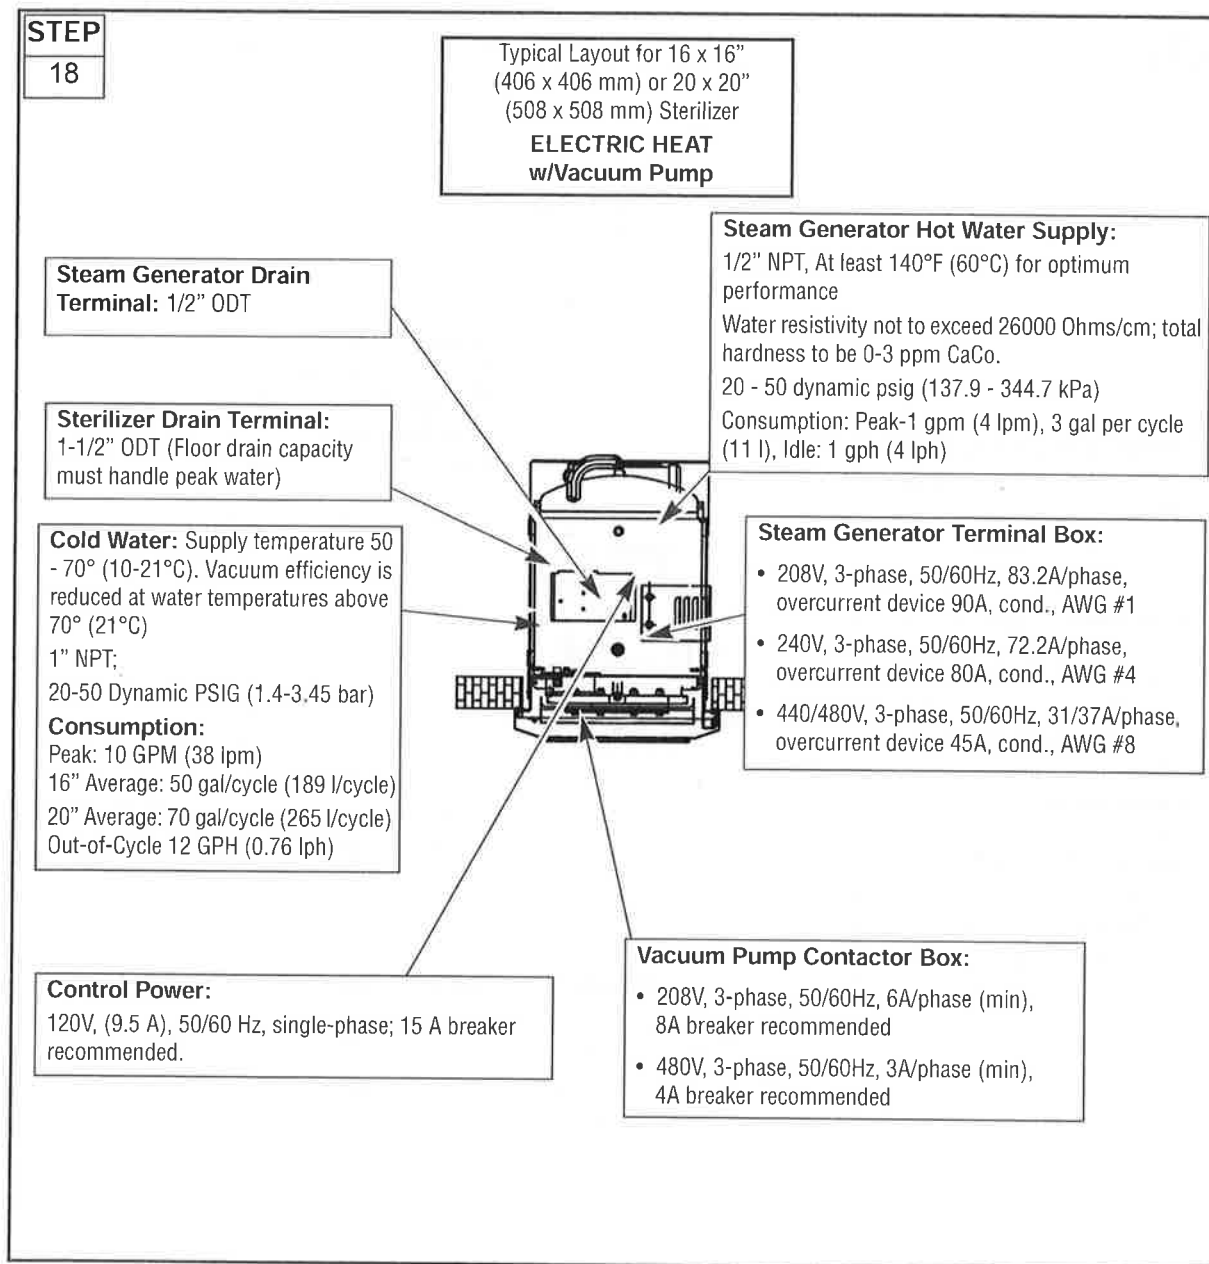 STEP
18
Typical Layout for 16 x 16”
(406 x 406 mm) or 20 x 20”
(508 x 508 mm) Sterilizer
ELECTRIC HEAT
w/Vacuum Pump
Steam Generator Drain
Terminal: 1/2” ODT
Sterilizer Drain Terminal:
1-1/2” ODT (Floor drain capacity
must handle peak water)
Cold Water: Supply temperature 50
- 70° (10-21°C). Vacuum efficiency is
reduced at water temperatures above
70° (21°C)
1” NPT;
20-50 Dynamic PSIG (1.4-3.45 bar)
Consumption:
Peak: 10 GPM (38 lpm)
16” Average: 50 gal/cycle (189 l/cycle)
20” Average: 70 gal/cycle (265 l/cycle)
Out-of-Cycle 12 GPH (0.76 lph)
Control Power:
120V, (9.5 A), 50/60 Hz, single-phase; 15 A breaker
recommended.
Steam Generator Hot Water Supply:
1/2” NPT, At least 140°F (60°C) for optimum
performance
Water resistivity not to exceed 26000 Ohms/cm; total
hardness to be 0-3 ppm CaCo.
20 - 50 dynamic psig (137.9 - 344.7 kPa)
Consumption: Peak-1 gpm (4 lpm), 3 gal per cycle
(11 l), Idle: 1 gph (4 lph)
Steam Generator Terminal Box:
• 208V, 3-phase, 50/60Hz, 83.2A/phase,
overcurrent device 90A, cond., AWG #1
• 240V, 3-phase, 50/60Hz, 72.2A/phase,
overcurrent device 80A, cond., AWG #4
• 440/480V, 3-phase, 50/60Hz, 31/37A/phase,
overcurrent device 45A, cond., AWG #8
Vacuum Pump Contactor Box:
• 208V, 3-phase, 50/60Hz, 6A/phase (min),
8A breaker recommended
• 480V, 3-phase, 50/60Hz, 3A/phase (min),
4A breaker recommended